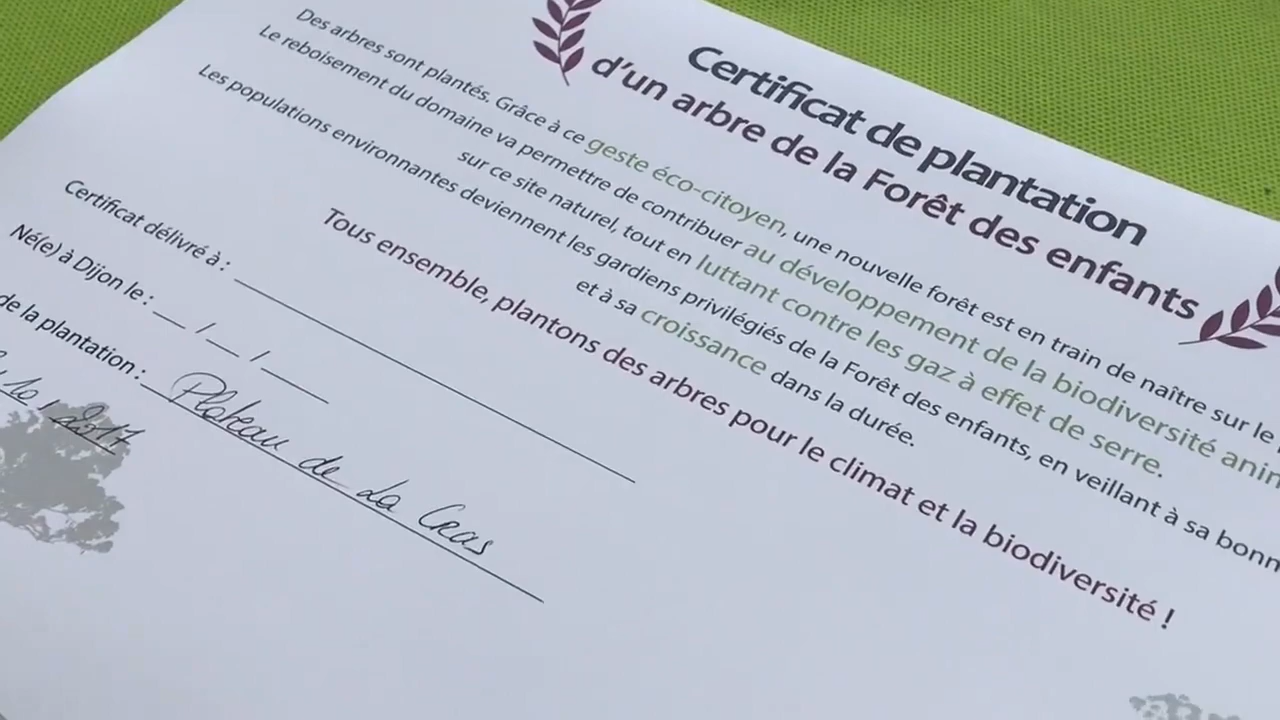 Certificat de plantation
d'un arbre de la Forêt des enfants
Des arbres sont plantés. Grâce à ce geste éco-citoyen, une nouvelle forêt est en train de naître sur le
Le reboisement du domaine va permettre de contribuer au développement de la biodiversité
sur ce site naturel, tout en luttant contre les gaz à effet de serre.
Les populations environnantes deviennent les gardiens privilégiés de la Forêt des enfants, en veillant à sa
et à sa croissance dans la durée.
Tous ensemble, plantons des arbres pour le climat et la biodiversité !
Certificat délivré à :
Né(e) à Dijon le : __ / __ / ____
de la plantation : Plateau de La Cras
10 / 2017